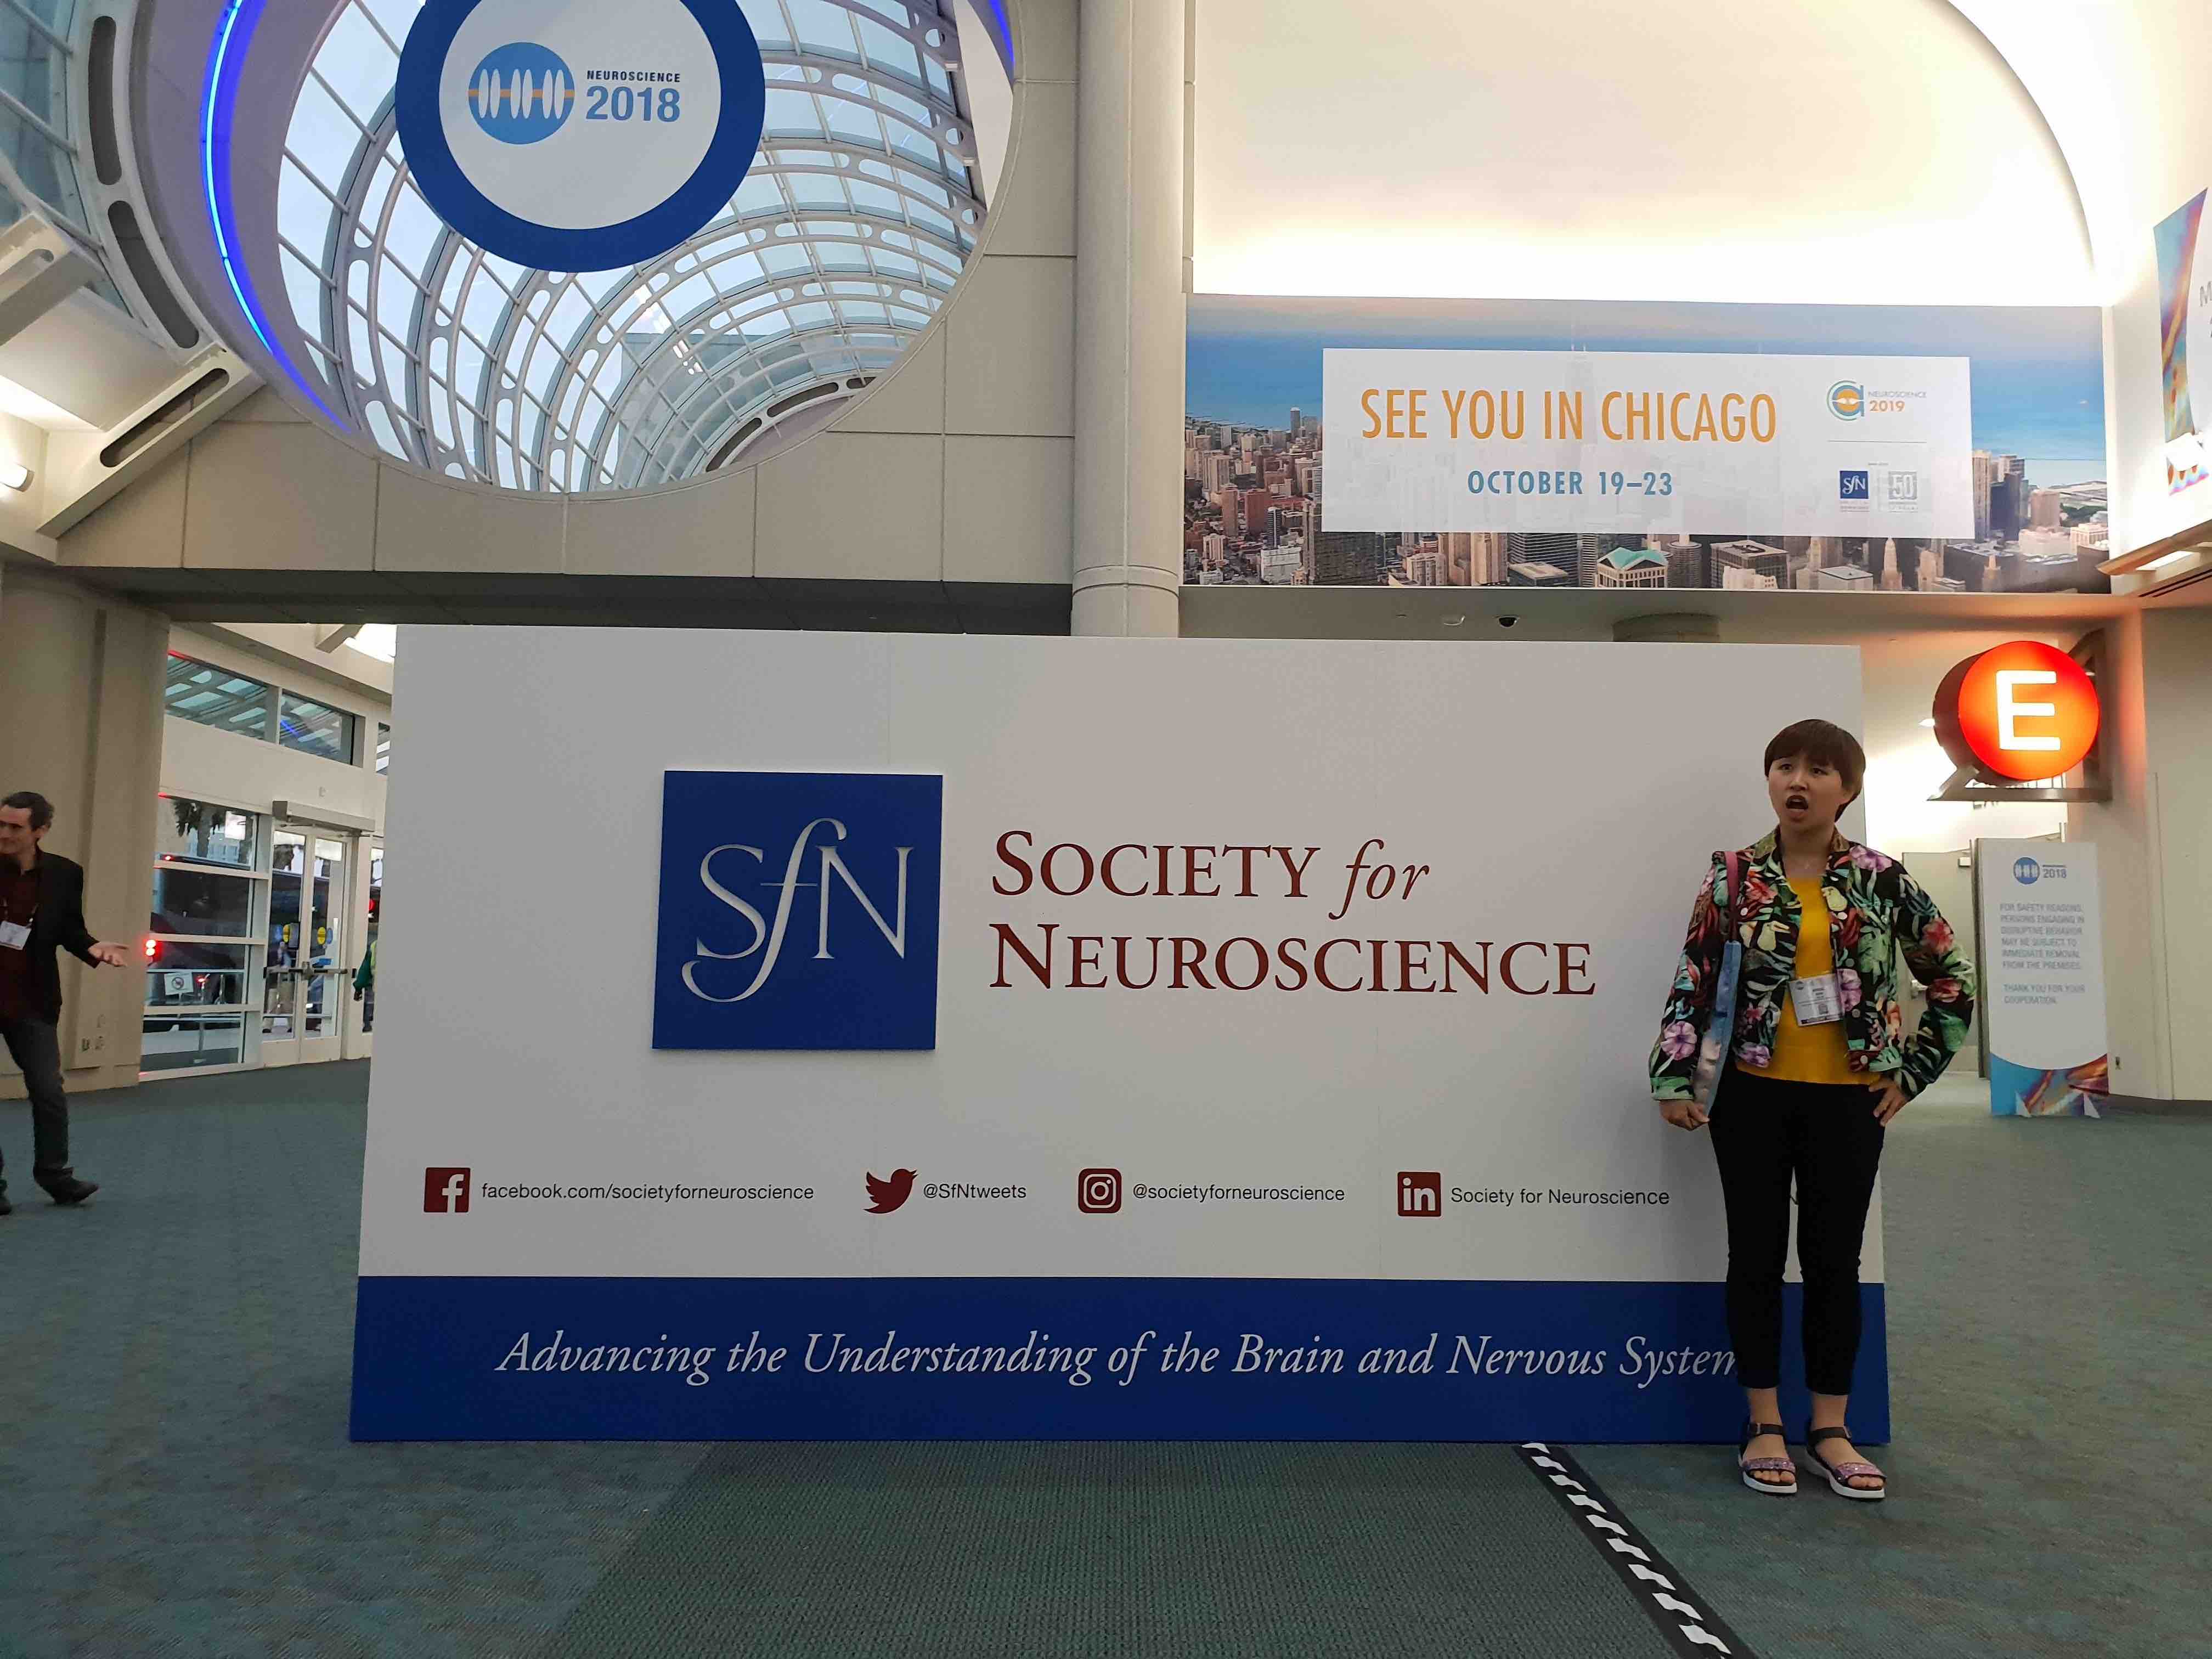 NEUROSCIENCE
2018
SEE YOU IN CHICAGO
OCTOBER 19–23
NEUROSCIENCE
2019
SfN
50
E
SfN
SOCIETY for
NEUROSCIENCE
facebook.com/societyforneuroscience
@SfNtweets
@societyforneuroscience
in
Society for Neuroscience
Advancing the Understanding of the Brain and Nervous System
2018
FOR SAFETY REASONS,
PERSONS ENGAGING IN
DISRUPTIVE BEHAVIOR
MAY BE SUBJECT TO
IMMEDIATE REMOVAL
FROM THE PREMISES.
THANK YOU FOR YOUR
COOPERATION.